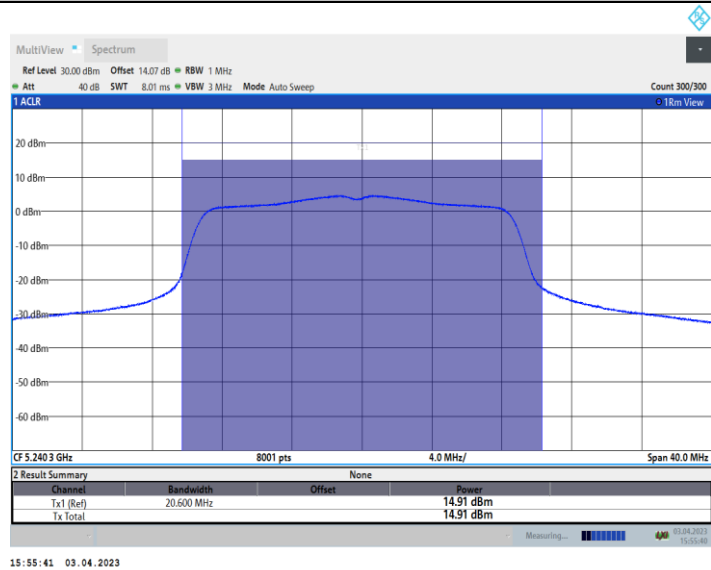 MultiView Spectrum
Ref Level 30.00 dBm Offset 14.07 dB RBW 1 MHz
Att 40 dB SWT 8.01 ms VBW 3 MHz Mode Auto Sweep Count 300/300
1 ACLR 1Rm View
20 dBm
10 dBm
0 dBm
-10 dBm
-20 dBm
-30 dBm
-40 dBm
-50 dBm
-60 dBm
CF 5.2403 GHz 8001 pts 4.0 MHz/ Span 40.0 MHz
2 Result Summary None
Channel Bandwidth Offset Power
Tx1 (Ref) 20.600 MHz 14.91 dBm
Tx Total 14.91 dBm
Measuring... 03.04.2023
15:55:40
15:55:41 03.04.2023